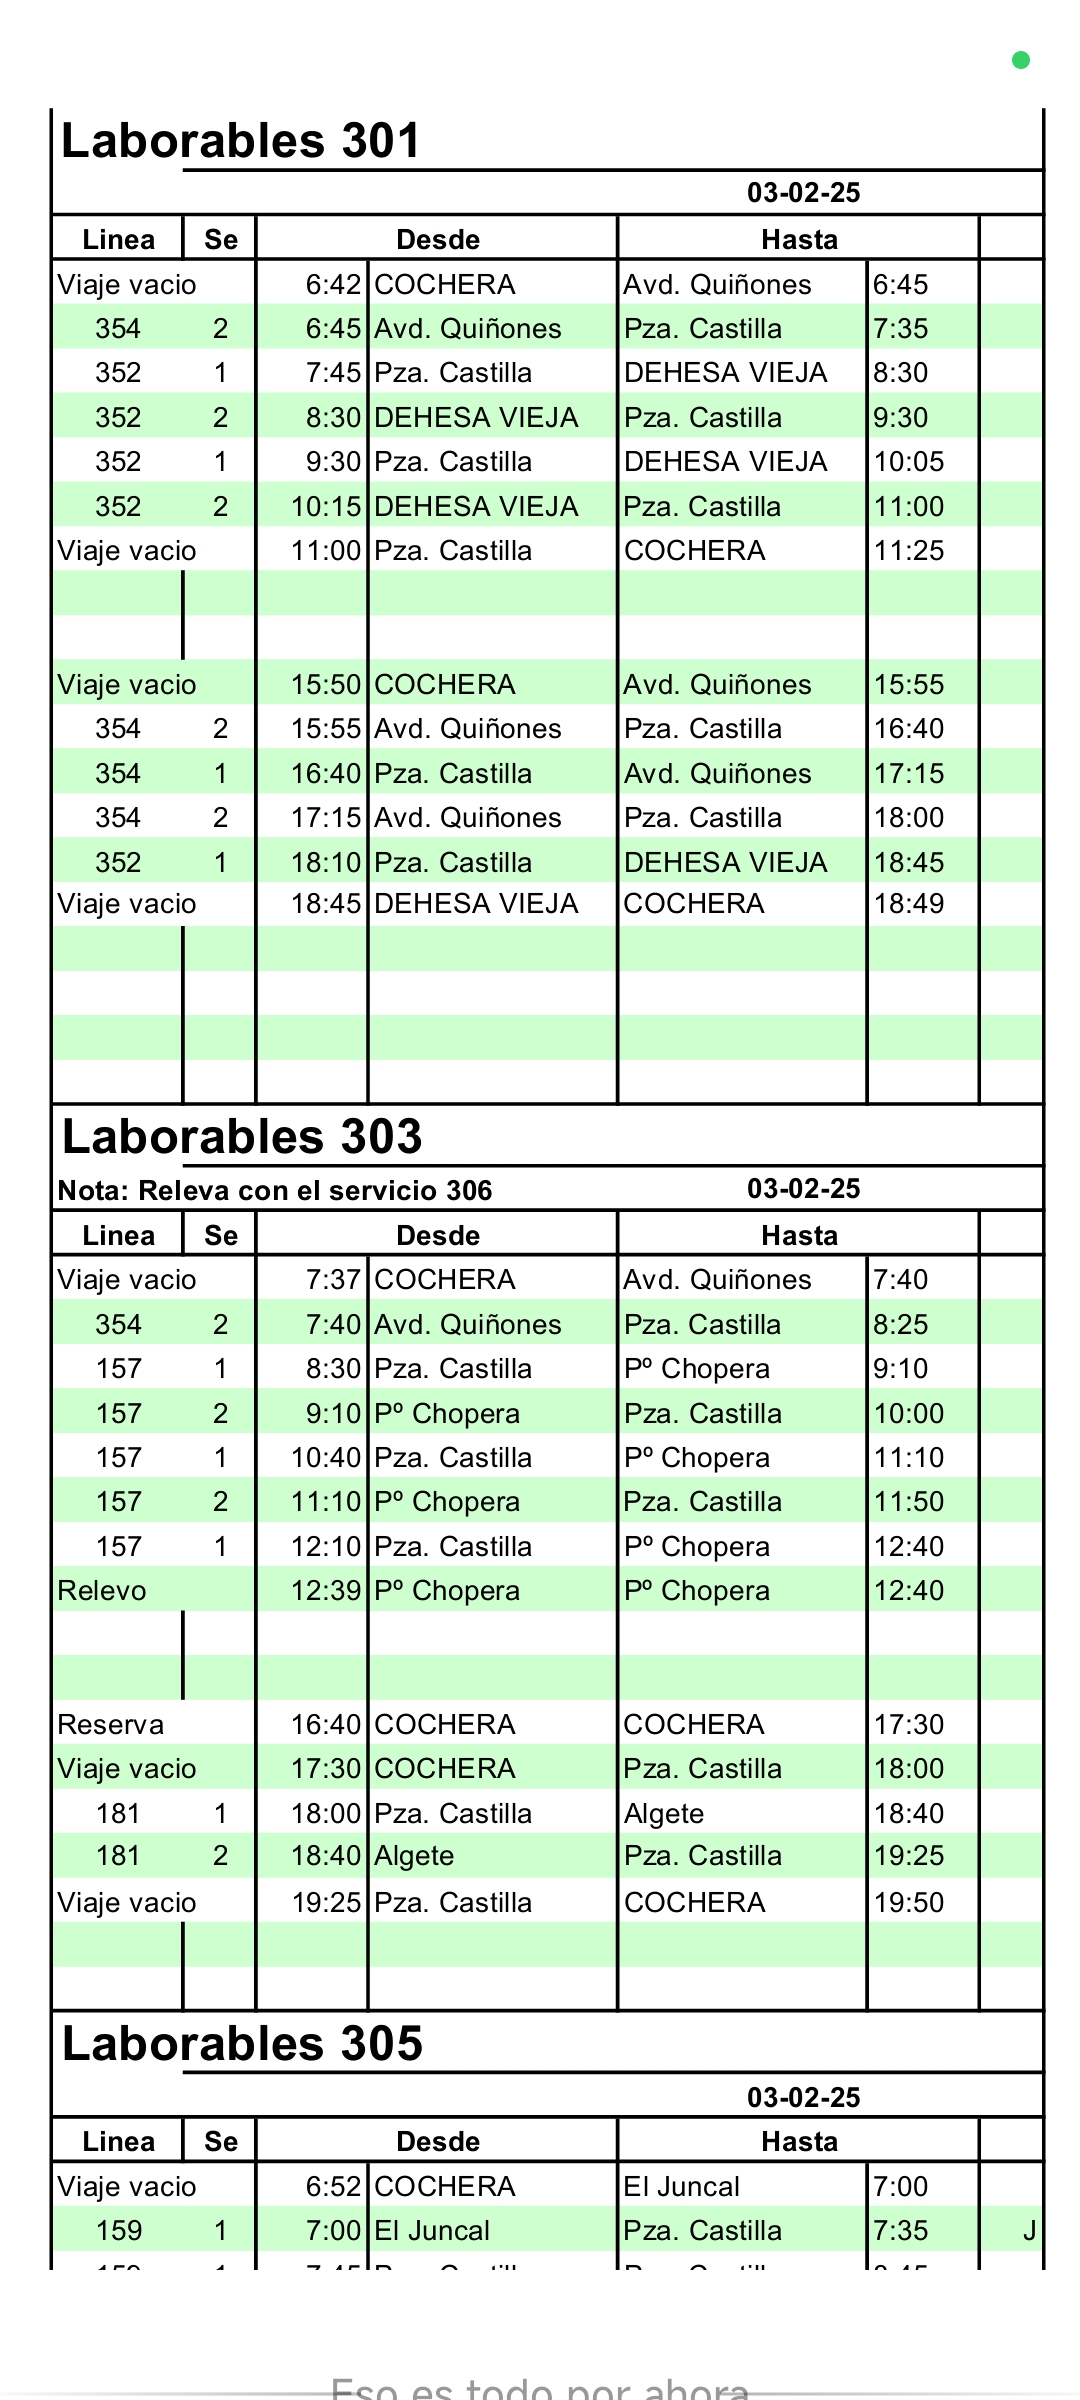 Laborables 301
03-02-25
Linea Se Desde Hasta
Viaje vacio 6:42 COCHERA Avd. Quiñones 6:45
354 2 6:45 Avd. Quiñones Pza. Castilla 7:35
352 1 7:45 Pza. Castilla DEHESA VIEJA 8:30
352 2 8:30 DEHESA VIEJA Pza. Castilla 9:30
352 1 9:30 Pza. Castilla DEHESA VIEJA 10:05
352 2 10:15 DEHESA VIEJA Pza. Castilla 11:00
Viaje vacio 11:00 Pza. Castilla COCHERA 11:25
Viaje vacio 15:50 COCHERA Avd. Quiñones 15:55
354 2 15:55 Avd. Quiñones Pza. Castilla 16:40
354 1 16:40 Pza. Castilla Avd. Quiñones 17:15
354 2 17:15 Avd. Quiñones Pza. Castilla 18:00
352 1 18:10 Pza. Castilla DEHESA VIEJA 18:45
Viaje vacio 18:45 DEHESA VIEJA COCHERA 18:49
Laborables 303
Nota: Releva con el servicio 306 03-02-25
Linea Se Desde Hasta
Viaje vacio 7:37 COCHERA Avd. Quiñones 7:40
354 2 7:40 Avd. Quiñones Pza. Castilla 8:25
157 1 8:30 Pza. Castilla Pº Chopera 9:10
157 2 9:10 Pº Chopera Pza. Castilla 10:00
157 1 10:40 Pza. Castilla Pº Chopera 11:10
157 2 11:10 Pº Chopera Pza. Castilla 11:50
157 1 12:10 Pza. Castilla Pº Chopera 12:40
Relevo 12:39 Pº Chopera Pº Chopera 12:40
Reserva 16:40 COCHERA COCHERA 17:30
Viaje vacio 17:30 COCHERA Pza. Castilla 18:00
181 1 18:00 Pza. Castilla Algete 18:40
181 2 18:40 Algete Pza. Castilla 19:25
Viaje vacio 19:25 Pza. Castilla COCHERA 19:50
Laborables 305
03-02-25
Linea Se Desde Hasta
Viaje vacio 6:52 COCHERA El Juncal 7:00
159 1 7:00 El Juncal Pza. Castilla 7:35 J
Eso es todo por ahora